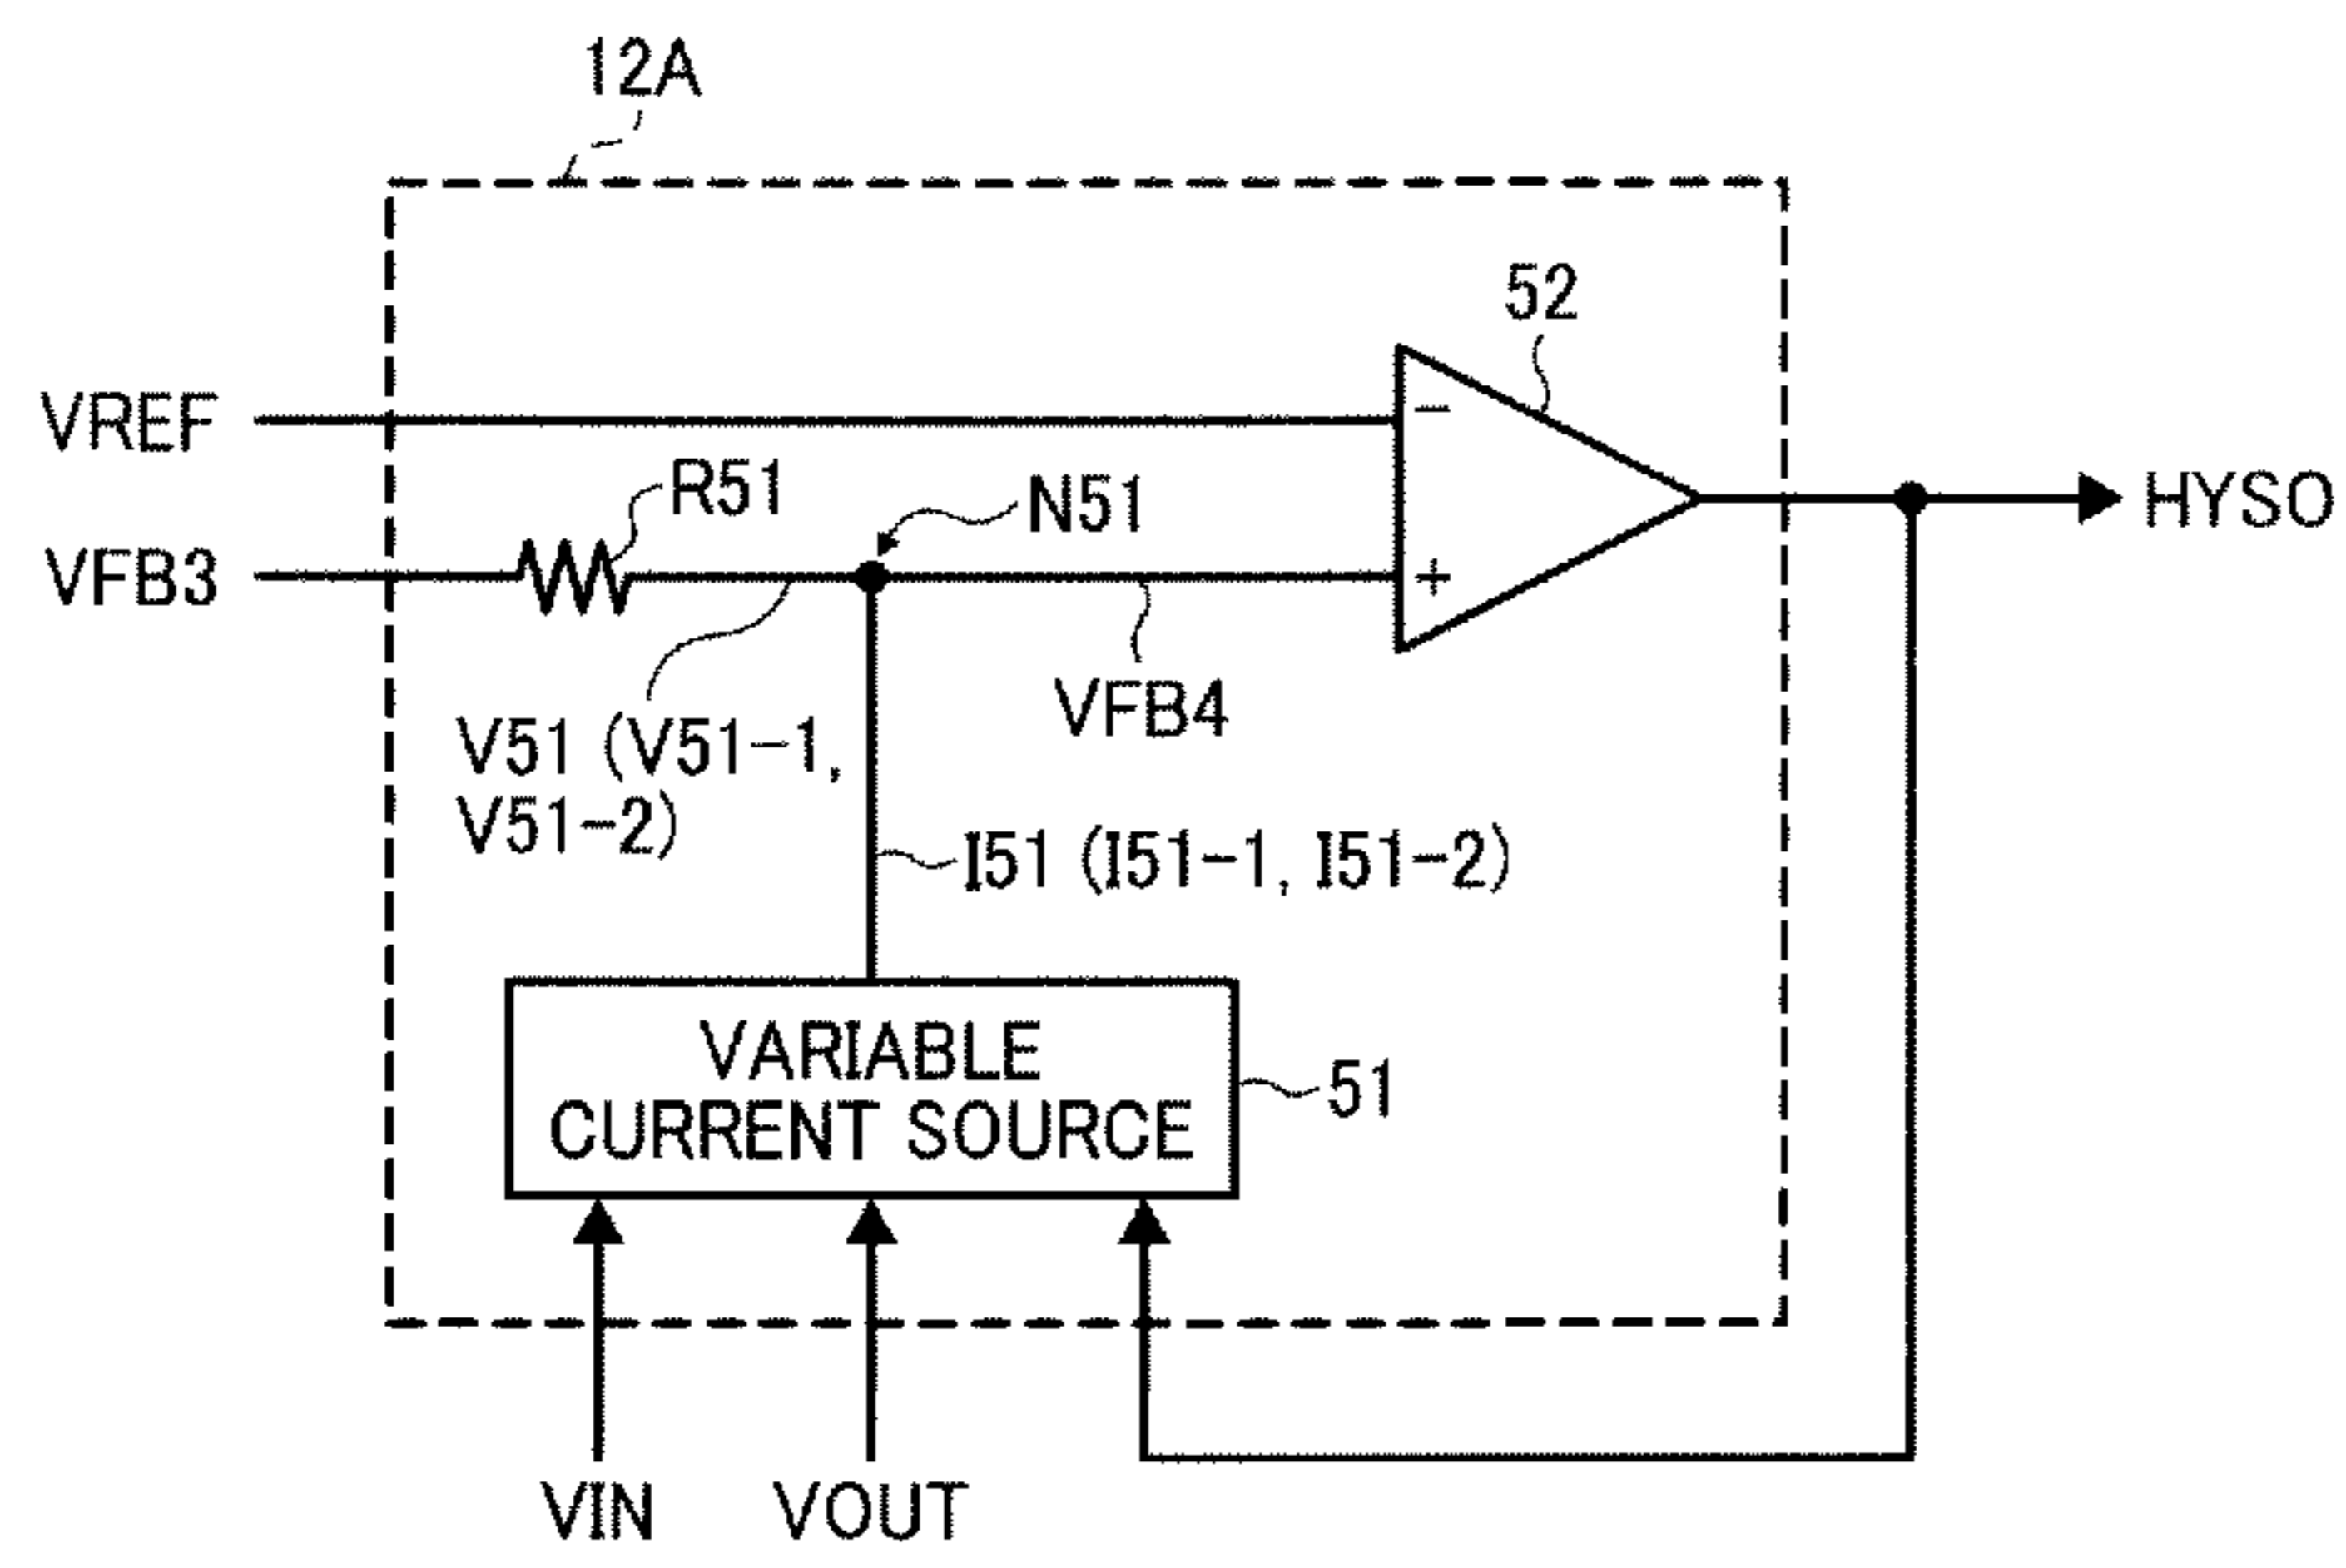 12A
52
VREF
R51
N51
HYSO
VFB3
VFB4
V51 (V51-1,
V51-2)
I51 (I51-1, I51-2)
VARIABLE
CURRENT SOURCE
51
VIN
VOUT
-
+